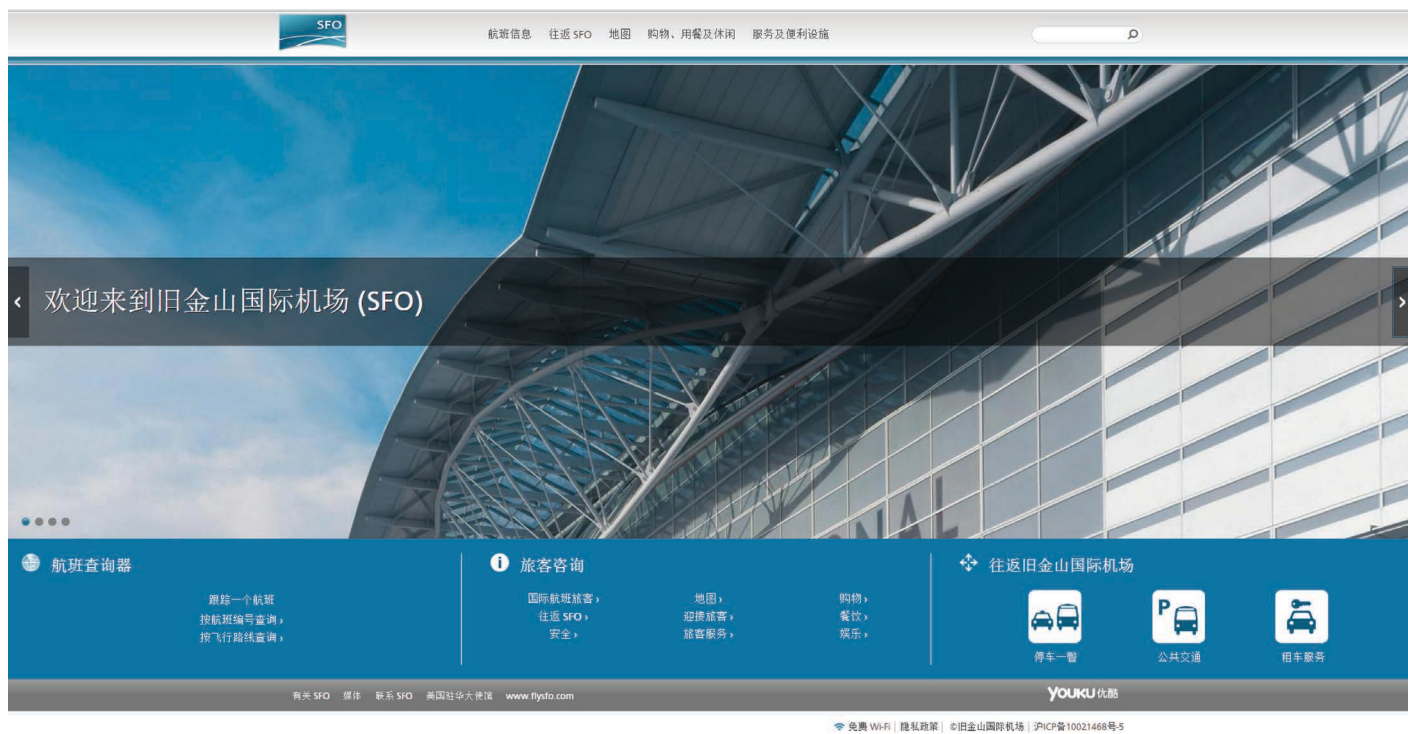 SFO
航班信息 往返 SFO 地图 购物、用餐及休闲 服务及便利设施
欢迎来到旧金山国际机场 (SFO)
ONAL
航班查询器
跟踪一个航班
按航班编号查询 ›
按飞行路线查询 ›
旅客咨询
国际航班旅客 ›
往返 SFO ›
安全 ›
地图 ›
迎接旅客 ›
旅客服务 ›
购物 ›
餐饮 ›
娱乐 ›
往返旧金山国际机场
P
停车一瞥
公共交通
租车服务
有关 SFO 媒体 联系 SFO 美国驻华大使馆 www.flysfo.com
YOUKU 优酷
免费 Wi-Fi | 隐私政策 | ©旧金山国际机场 | 沪ICP备10021468号-5